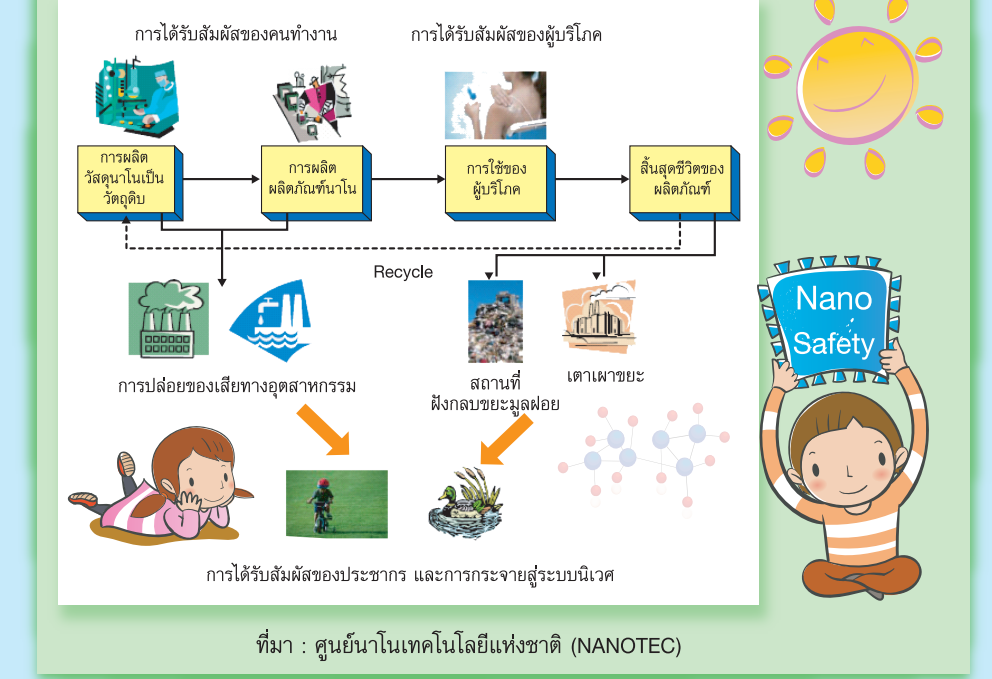 การได้รับสัมผัสของคนทำงาน
การได้รับสัมผัสของผู้บริโภค
การผลิต
วัสดุนาโนเป็น
วัตถุดิบ
การผลิต
ผลิตภัณฑ์นาโน
การใช้ของ
ผู้บริโภค
สิ้นสุดชีวิตของ
ผลิตภัณฑ์
Recycle
Nano
Safety
การปล่อยของเสียทางอุตสาหกรรม
สถานที่
ฝังกลบขยะมูลฝอย
เตาเผาขยะ
การได้รับสัมผัสของประชากร และการกระจายสู่ระบบนิเวศ
ที่มา : ศูนย์นาโนเทคโนโลยีแห่งชาติ (NANOTEC)